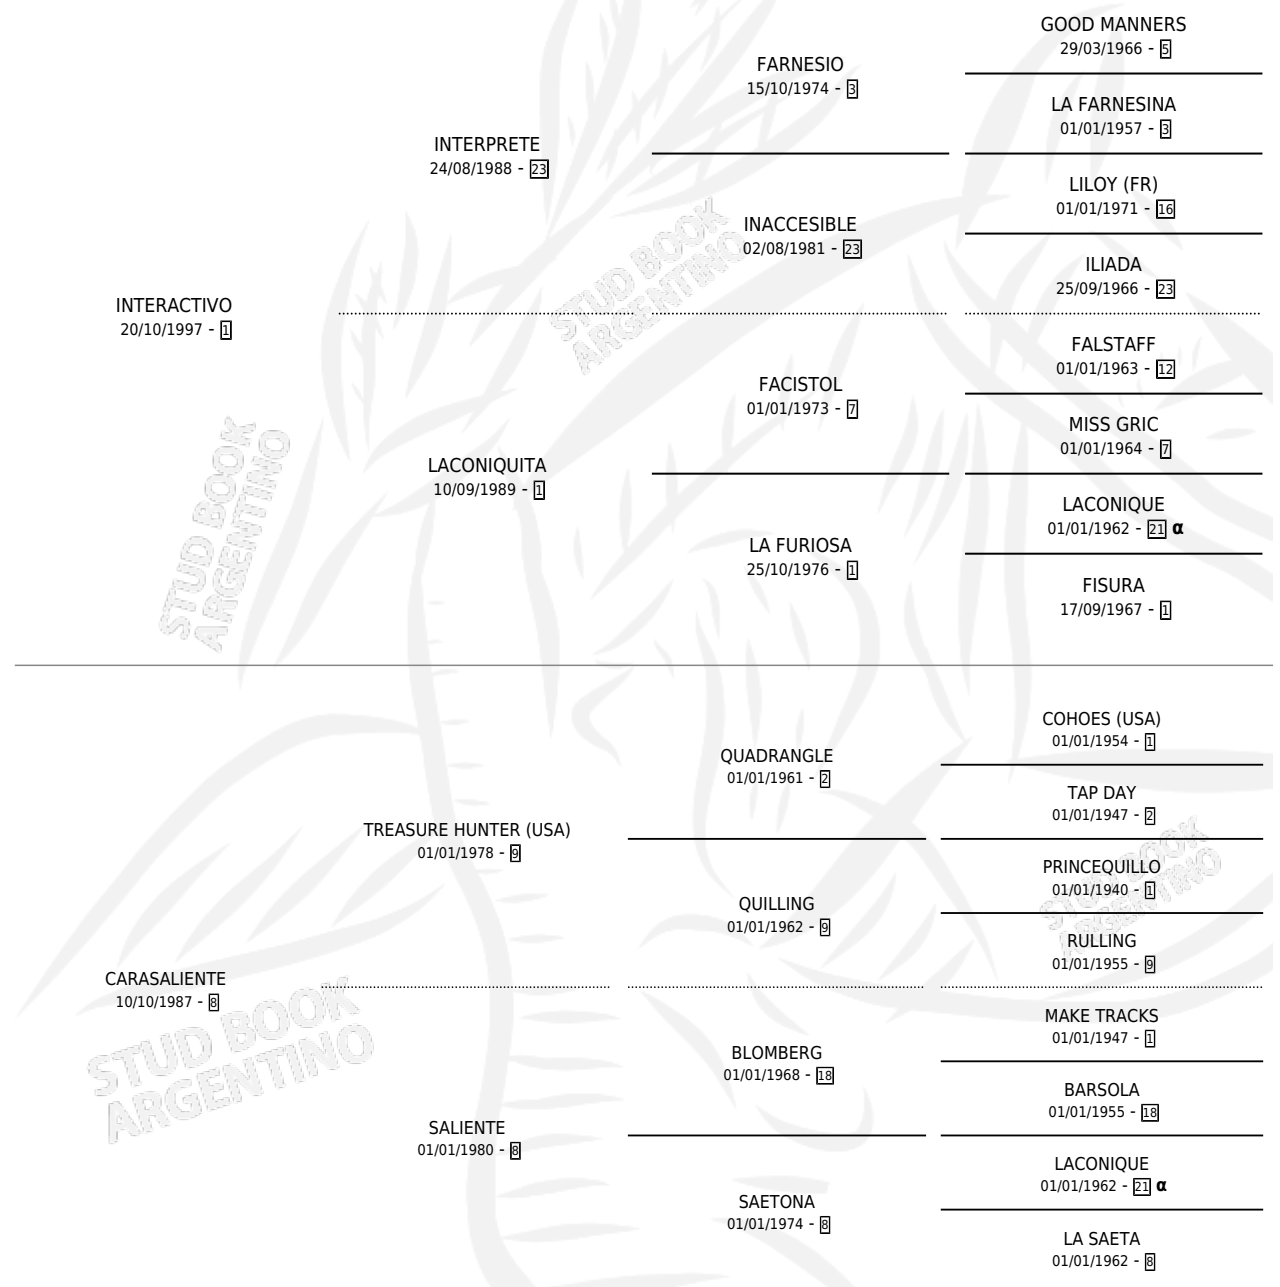 GOOD MANNERS
29/03/1966 - 5
FARNESIO
15/10/1974 - 3
LA FARNESINA
01/01/1957 - 3
INTERPRETE
24/08/1988 - 23
LILOY (FR)
01/01/1971 - 16
INACCESIBLE
02/08/1981 - 23
ILIADA
25/09/1966 - 23
INTERACTIVO
20/10/1997 - 1
FALSTAFF
01/01/1963 - 12
FACISTOL
01/01/1973 - 7
MISS GRIC
01/01/1964 - 7
LACONIQUITA
10/09/1989 - 1
LACONIQUE
01/01/1962 - 21 α
LA FURIOSA
25/10/1976 - 1
FISURA
17/09/1967 - 1
COHOES (USA)
01/01/1954 - 1
QUADRANGLE
01/01/1961 - 2
TAP DAY
01/01/1947 - 2
TREASURE HUNTER (USA)
01/01/1978 - 9
PRINCEQUILLO
01/01/1940 - 1
QUILLING
01/01/1962 - 9
RULLING
01/01/1955 - 9
CARASALIENTE
10/10/1987 - 8
MAKE TRACKS
01/01/1947 - 1
BLOMBERG
01/01/1968 - 18
BARSOLA
01/01/1955 - 18
SALIENTE
01/01/1980 - 8
LACONIQUE
01/01/1962 - 21 α
SAETONA
01/01/1974 - 8
LA SAETA
01/01/1962 - 8
STUD BOOK
ARGENTINO
STUD BOOK
ARGENTINO
STUD BOOK
ARGENTINO
STUD BOOK
ARGENTINO